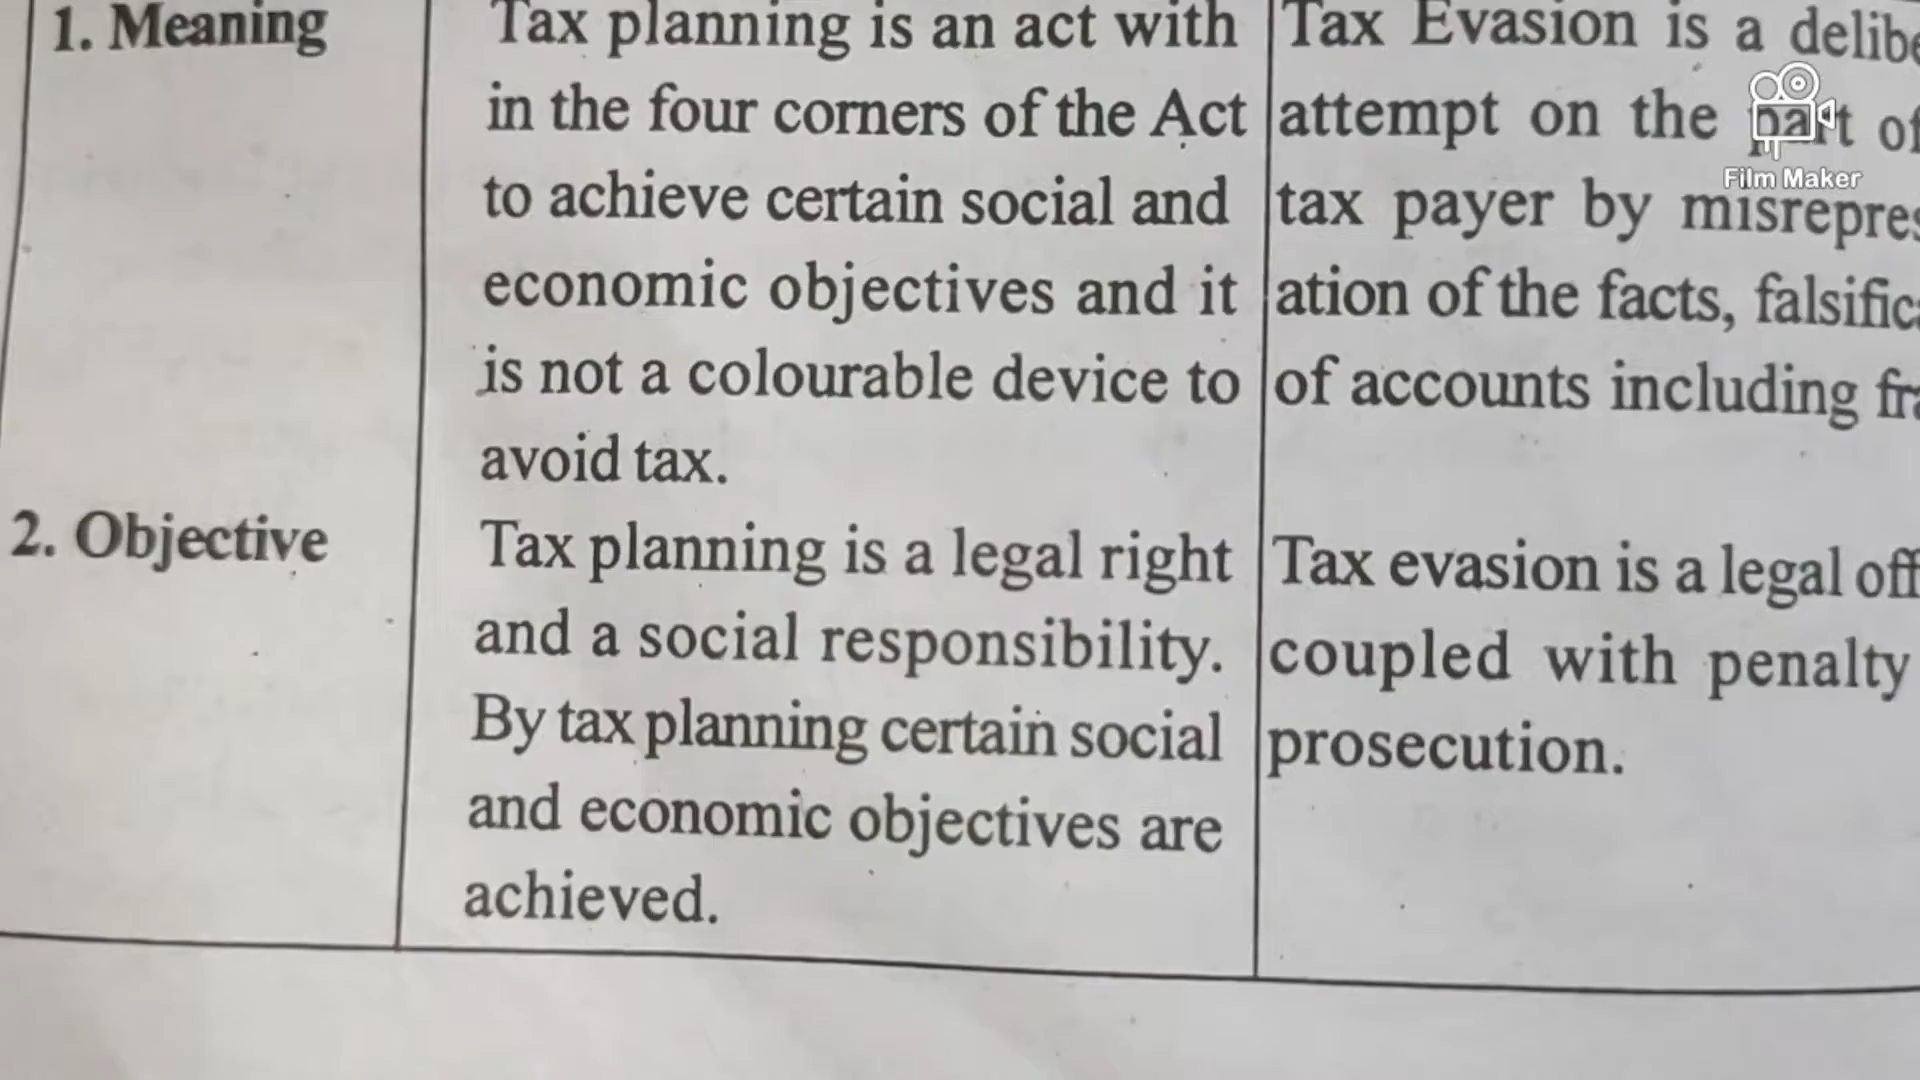 1. Meaning
Tax planning is an act with
in the four corners of the Act
to achieve certain social and
economic objectives and it
is not a colourable device to
avoid tax.
Tax Evasion is a
attempt on the part of
tax payer by
ation of the facts,
of accounts including
2. Objective
Tax planning is a legal right
and a social responsibility.
By tax planning certain social
and economic objectives are
achieved.
Tax evasion is a legal
coupled with penalty
prosecution.
Film Maker